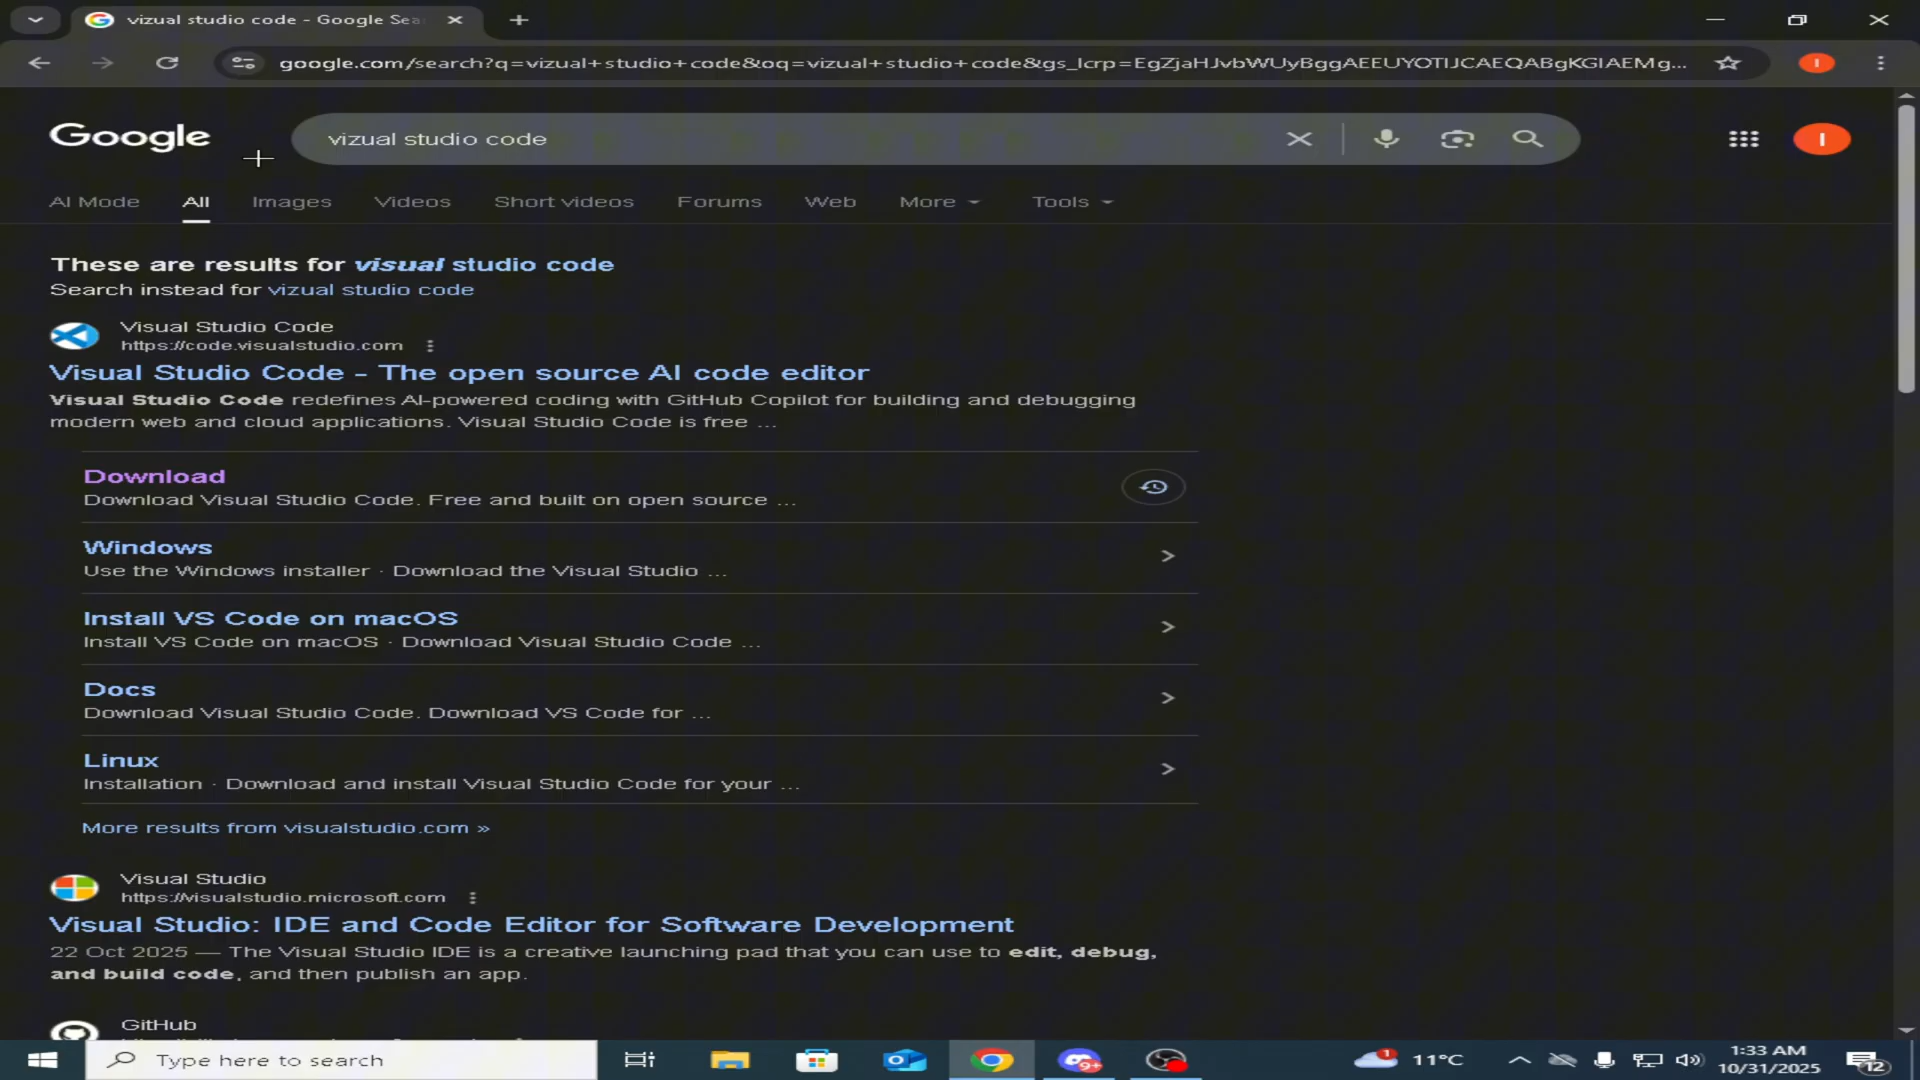 vizual studio code - Google Sea
google.com/search?q=vizual+studio+code&oq=vizual+studio+code&gs_lcrp=EgZjaHJvbWUyBggAEEUYOTIJCAEQABgKGIAEMg...
Google
vizual studio code
I
AI Mode
All
Images
Videos
Short videos
Forums
Web
More
Tools
These are results for visual studio code
Search instead for vizual studio code
Visual Studio Code
https://code.visualstudio.com
Visual Studio Code - The open source AI code editor
Visual Studio Code redefines AI-powered coding with GitHub Copilot for building and debugging
modern web and cloud applications. Visual Studio Code is free ...
Download
Download Visual Studio Code. Free and built on open source ...
Windows
Use the Windows installer · Download the Visual Studio ...
Install VS Code on macOS
Install VS Code on macOS · Download Visual Studio Code ...
Docs
Download Visual Studio Code. Download VS Code for ...
Linux
Installation · Download and install Visual Studio Code for your ...
More results from visualstudio.com »
Visual Studio
https://visualstudio.microsoft.com
Visual Studio: IDE and Code Editor for Software Development
22 Oct 2025 — The Visual Studio IDE is a creative launching pad that you can use to edit, debug,
and build code, and then publish an app.
GitHub
Type here to search
9+
1
11°C
1:33 AM
10/31/2025
12